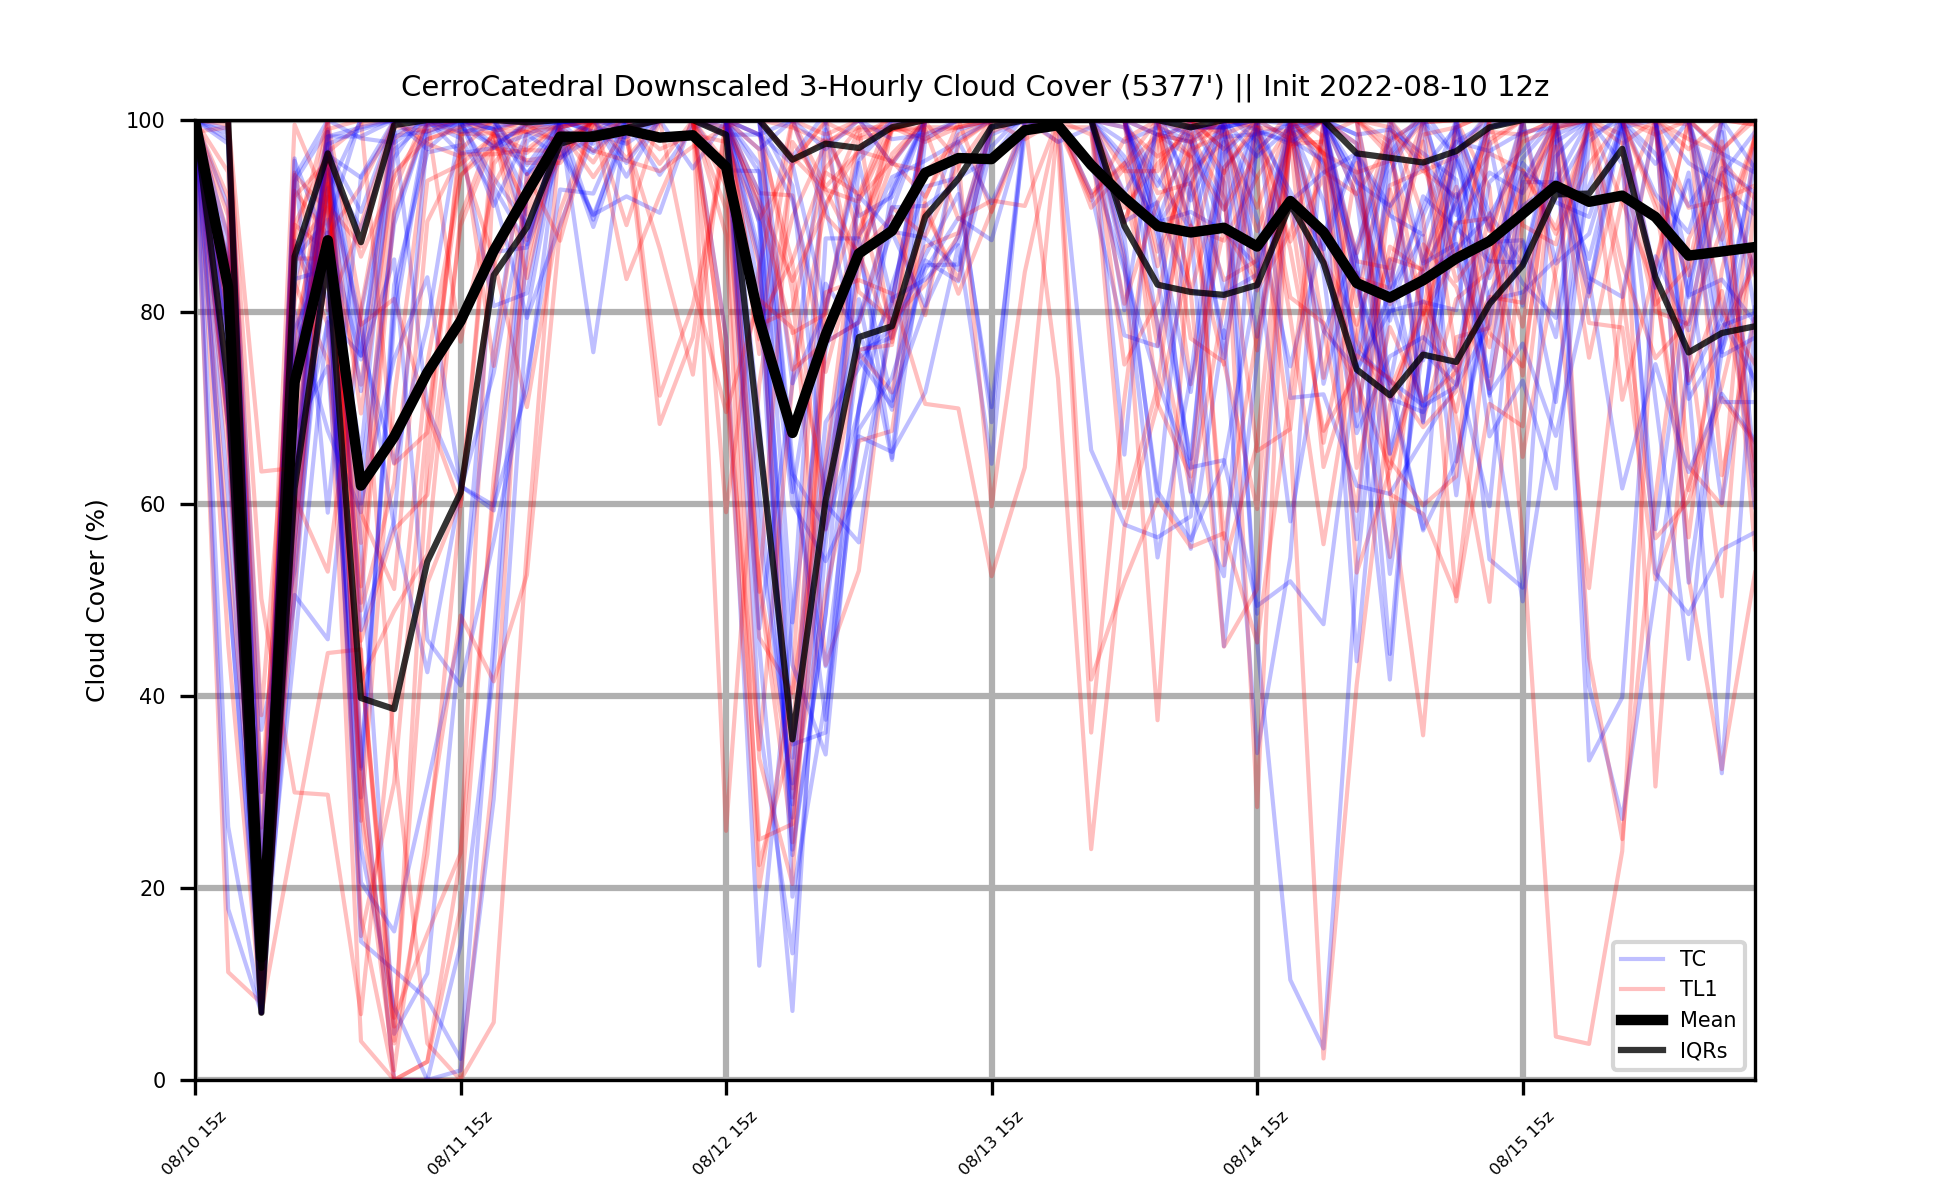 CerroCatedral Downscaled 3-Hourly Cloud Cover (5377') || Init 2022-08-10 12z
Cloud Cover (%)
100
80
60
40
20
0
08/10 15z
08/11 15z
08/12 15z
08/13 15z
08/14 15z
08/15 15z
TC
TL1
Mean
IQRs